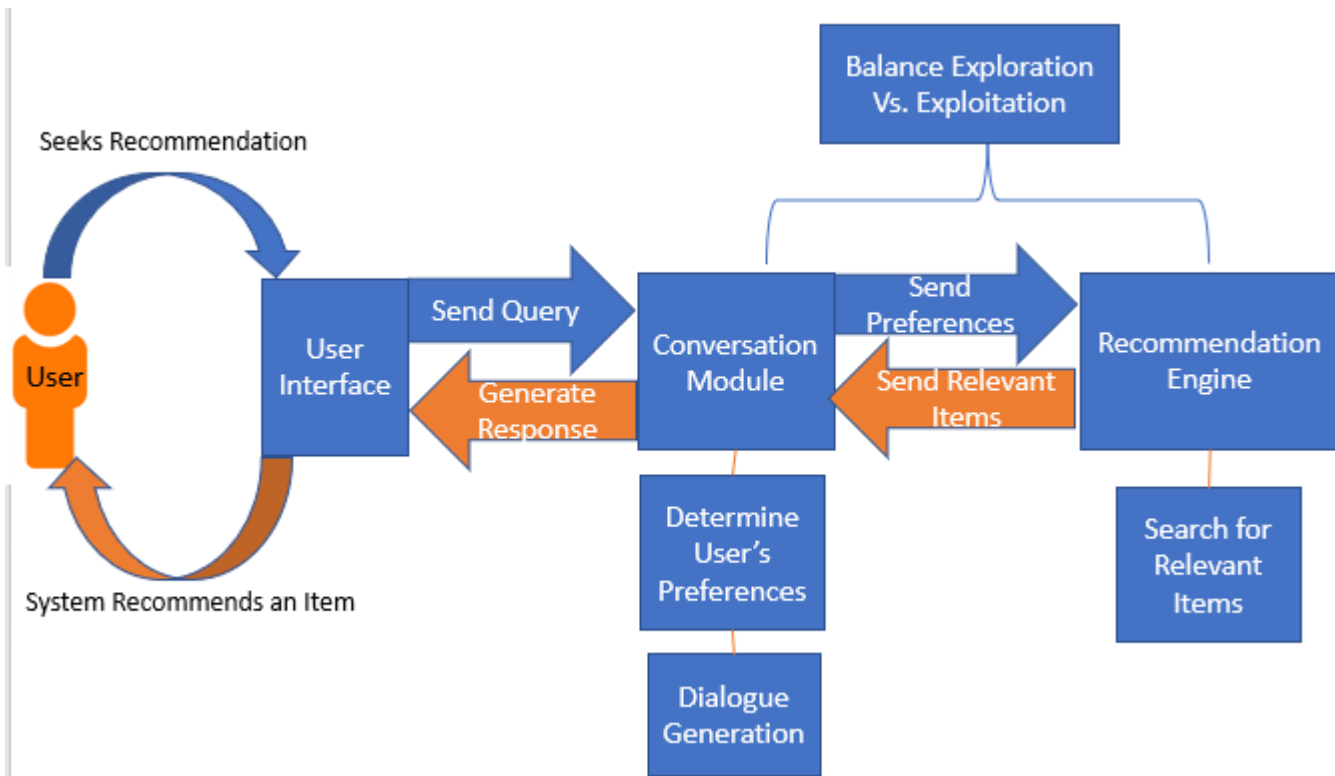 Balance Exploration
Vs. Exploitation
Seeks Recommendation
User
User
Interface
Send Query
Generate
Response
Conversation
Module
Send
Preferences
Send Relevant
Items
Recommendation
Engine
Determine
User’s
Preferences
Search for
Relevant
Items
System Recommends an Item
Dialogue
Generation